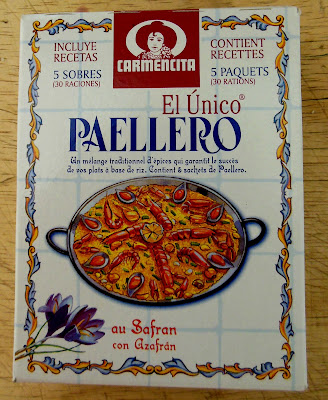 CARMENCITA
INCLUYE
RECETAS
5 SOBRES
(30 RACIONES)
CONTIENT
RECETTES
5 PAQUETS
(30 RATIONS)
El Único®
PAELLERO
Un mélange traditionnel d'épices qui garantit le succès
de vos plats à base de riz. Contient 5 sachets de Paellero.
au Safran
con Azafrán